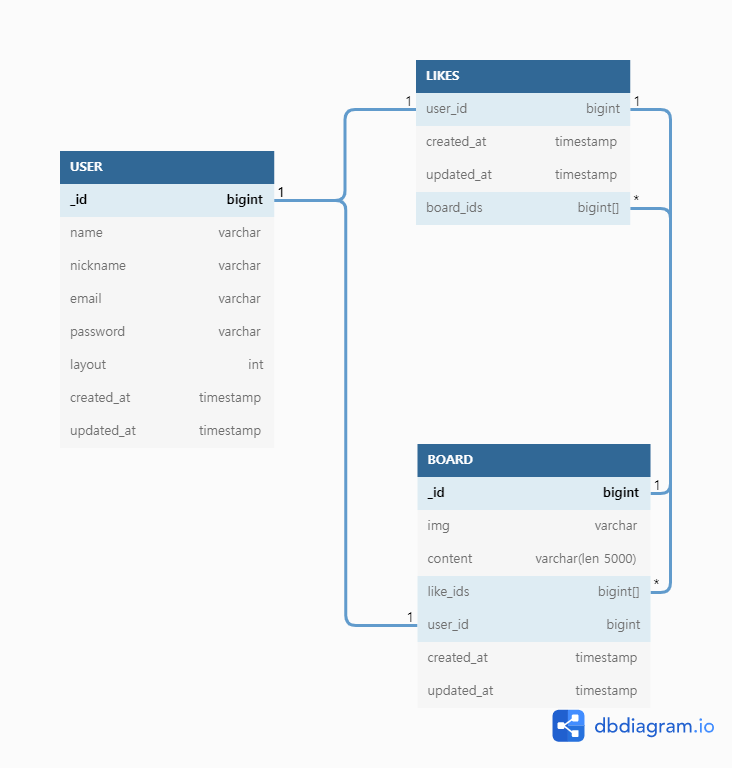 USER
_id bigint
name varchar
nickname varchar
email varchar
password varchar
layout int
created_at timestamp
updated_at timestamp
1
LIKES
1 user_id bigint 1
created_at timestamp
updated_at timestamp
board_ids bigint[] *
BOARD
_id bigint 1
img varchar
content varchar(len 5000)
like_ids bigint[] *
1 user_id bigint
created_at timestamp
updated_at timestamp
dbdiagram.io